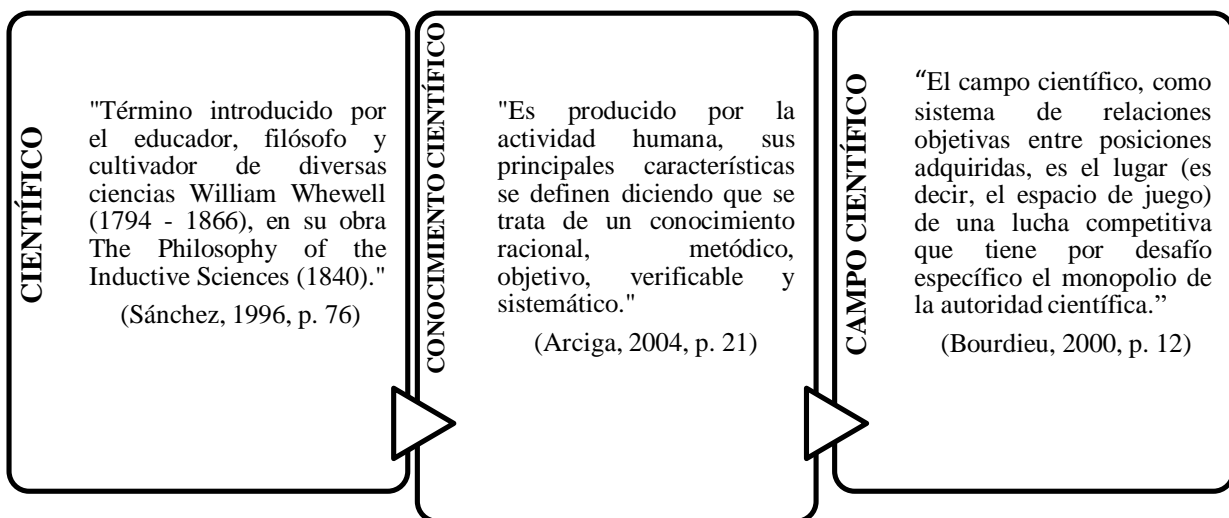 CIENTÍFICO
"Término introducido por
el educador, filósofo y
cultivador de diversas
ciencias William Whewell
(1794 - 1866), en su obra
The Philosophy of the
Inductive Sciences (1840)."
(Sánchez, 1996, p. 76)
CONOCIMIENTO CIENTÍFICO
"Es producido por la
actividad humana, sus
principales características
se definen diciendo que se
trata de un conocimiento
racional, metódico,
objetivo, verificable y
sistemático."
(Arciga, 2004, p. 21)
CAMPO CIENTÍFICO
“El campo científico, como
sistema de relaciones
objetivas entre posiciones
adquiridas, es el lugar (es
decir, el espacio de juego)
de una lucha competitiva
que tiene por desafío
específico el monopolio de
la autoridad científica.”
(Bourdieu, 2000, p. 12)